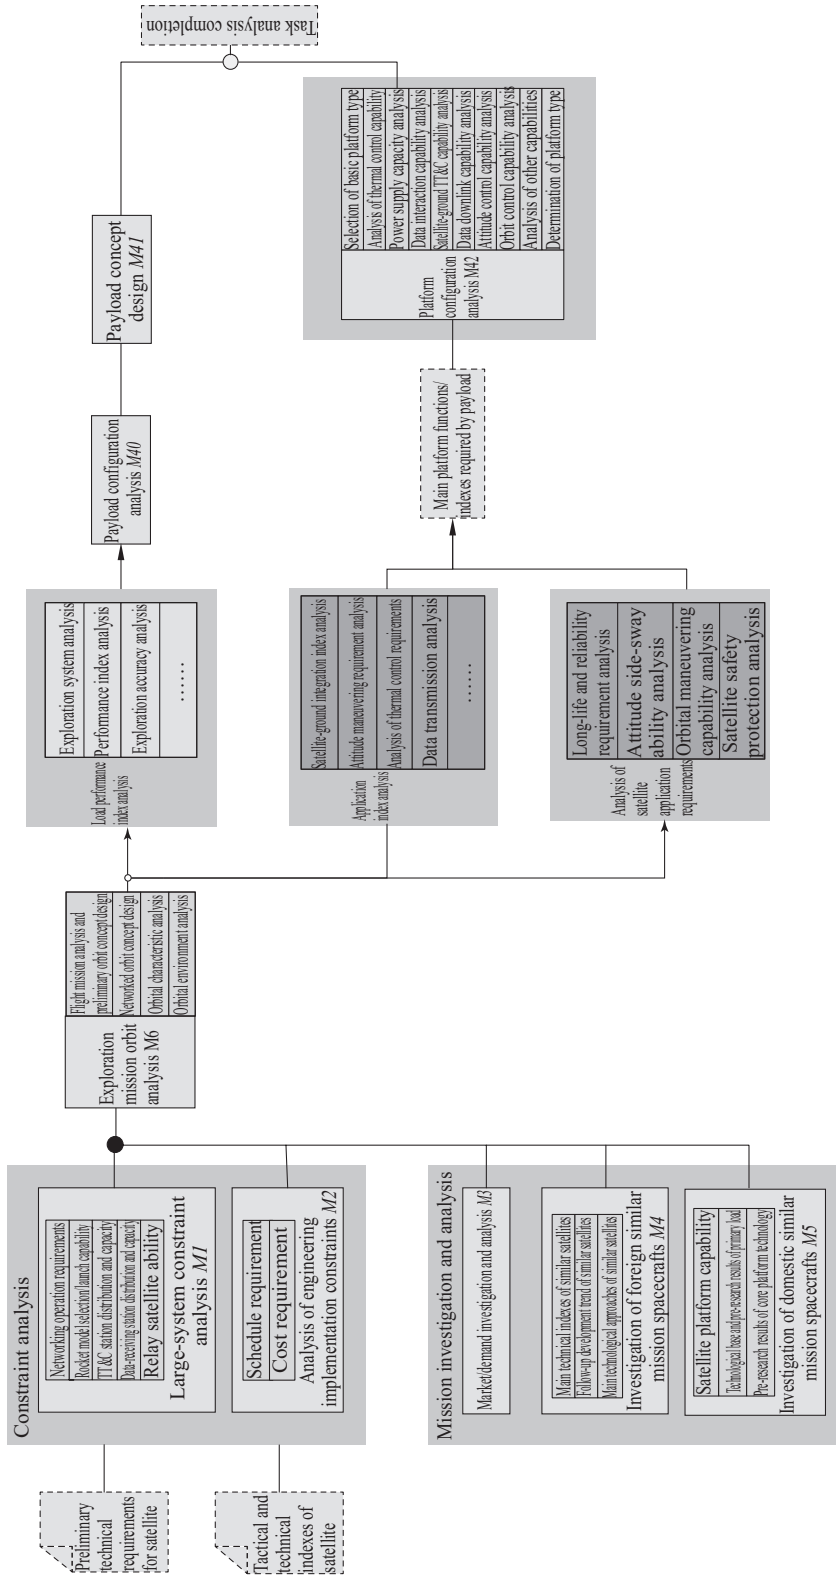 Preliminary
technical
requirements
for satellite
Tactical and
technical
indexes of
satellite
Constraint analysis
Networking operation requirements
Rocket model selection/launch capability
TT&C station distribution and capacity
Data-receiving station distribution and capacity
Relay satellite ability
Large-system constraint
analysis M1
Schedule requirement
Cost requirement
Analysis of engineering
implementation constraints M2
Mission investigation and analysis
Market/demand investigation and analysis M3
Main technical indexes of similar satellites
Follow-up development trend of similar satellites
Main technological approaches of similar satellites
Investigation of foreign similar
mission spacecrafts M4
Satellite platform capability
Technological base and pre-research results of primary load
Pre-research results of core platform technology
Investigation of domestic similar
mission spacecrafts M5
Exploration
mission orbit
analysis M6
Flight mission analysis and
preliminary orbit concept design
Networked orbit concept design
Orbital characteristic analysis
Orbital environment analysis
Load performance
index analysis
Exploration system analysis
Performance index analysis
Exploration accuracy analysis
......
Application
index analysis
Satellite-ground integration index analysis
Attitude maneuvering requirement analysis
Analysis of thermal control requirements
Data transmission analysis
......
Analysis of
satellite
application
requirements
Long-life and reliability
requirement analysis
Attitude side-sway
ability analysis
Orbital maneuvering
capability analysis
Satellite safety
protection analysis
Payload configuration
analysis M40
Payload concept
design M41
Main platform functions/
indexes required by payload
Platform
configuration
analysis M42
Selection of basic platform type
Analysis of thermal control capability
Power supply capacity analysis
Data interaction capability analysis
Satellite-ground TT&C capability analysis
Data downlink capability analysis
Attitude control capability analysis
Orbit control capability analysis
Analysis of other capabilities
Determination of platform type
Task analysis completion